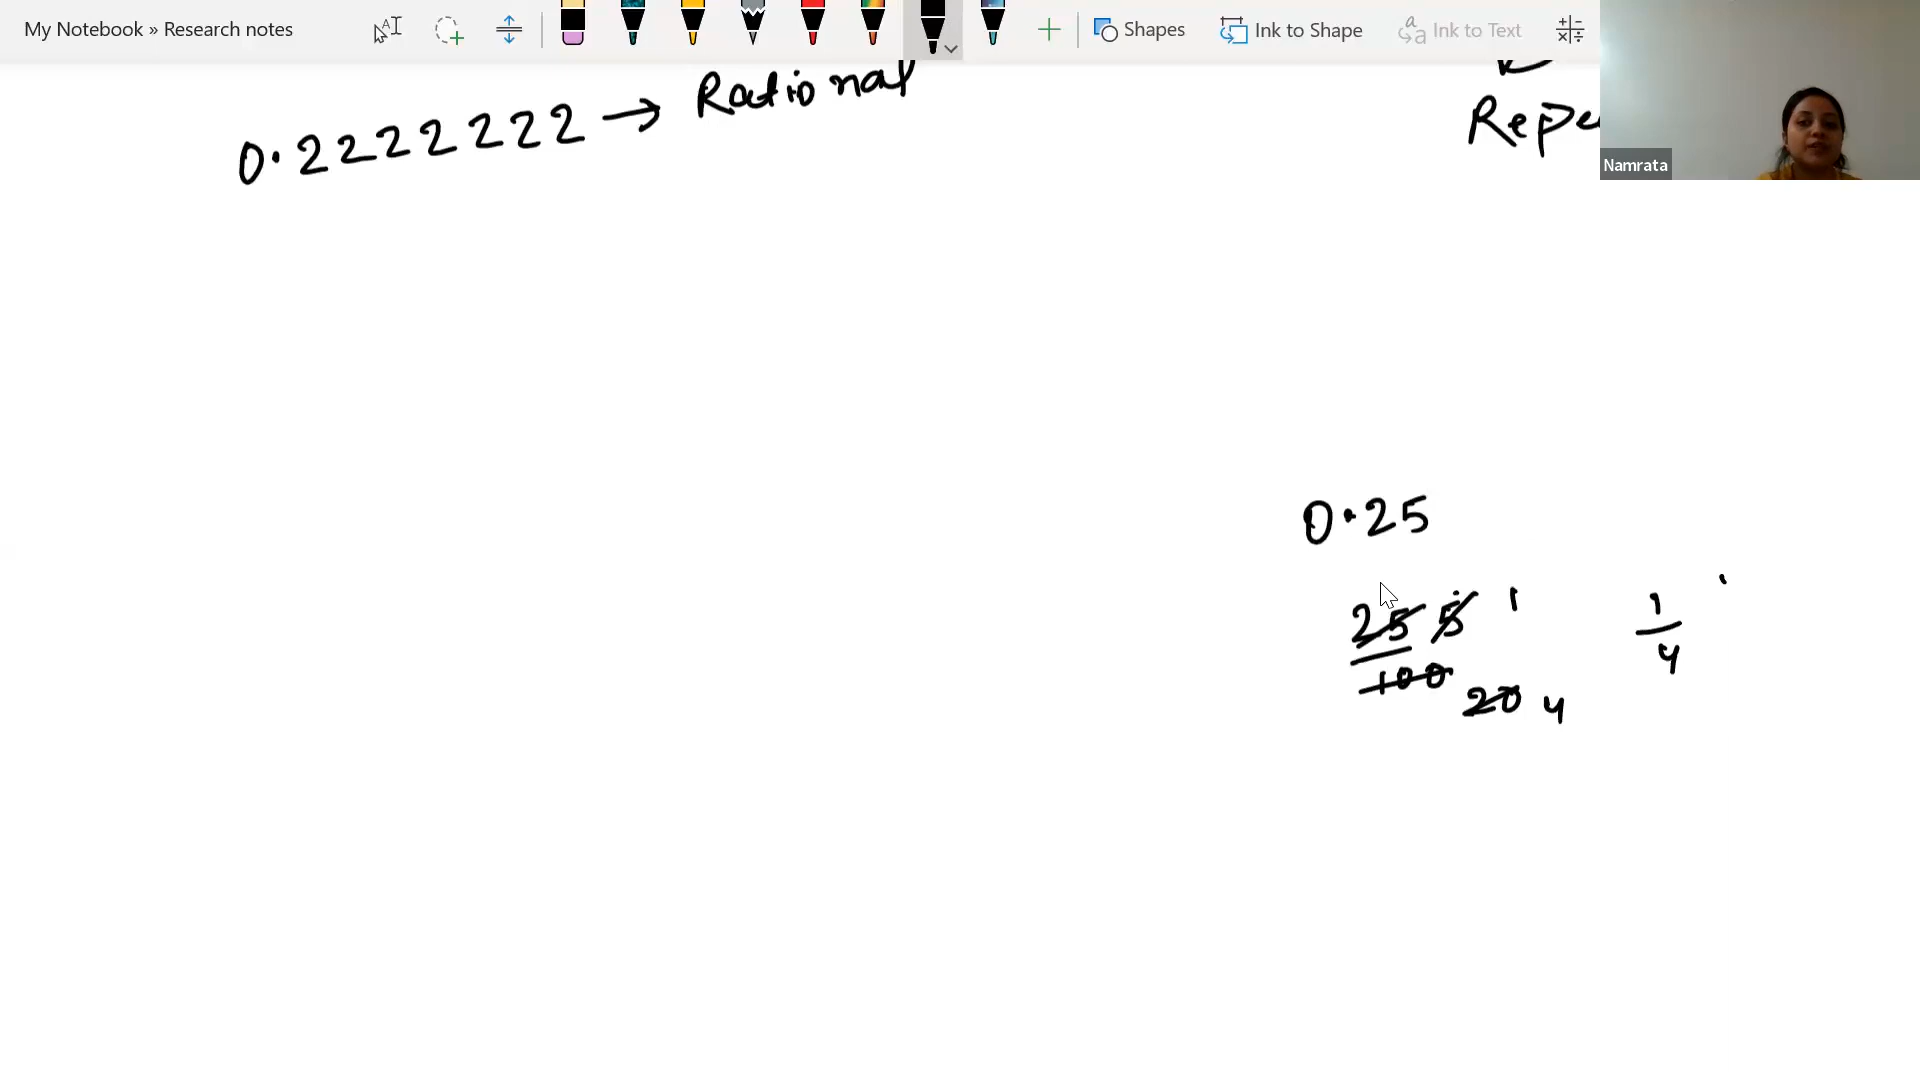 My Notebook » Research notes
Shapes
Ink to Shape
Ink to Text
Namrata
0.2222222 → Rational
Repe
0.25
25 5 1
100 20 4
1
4